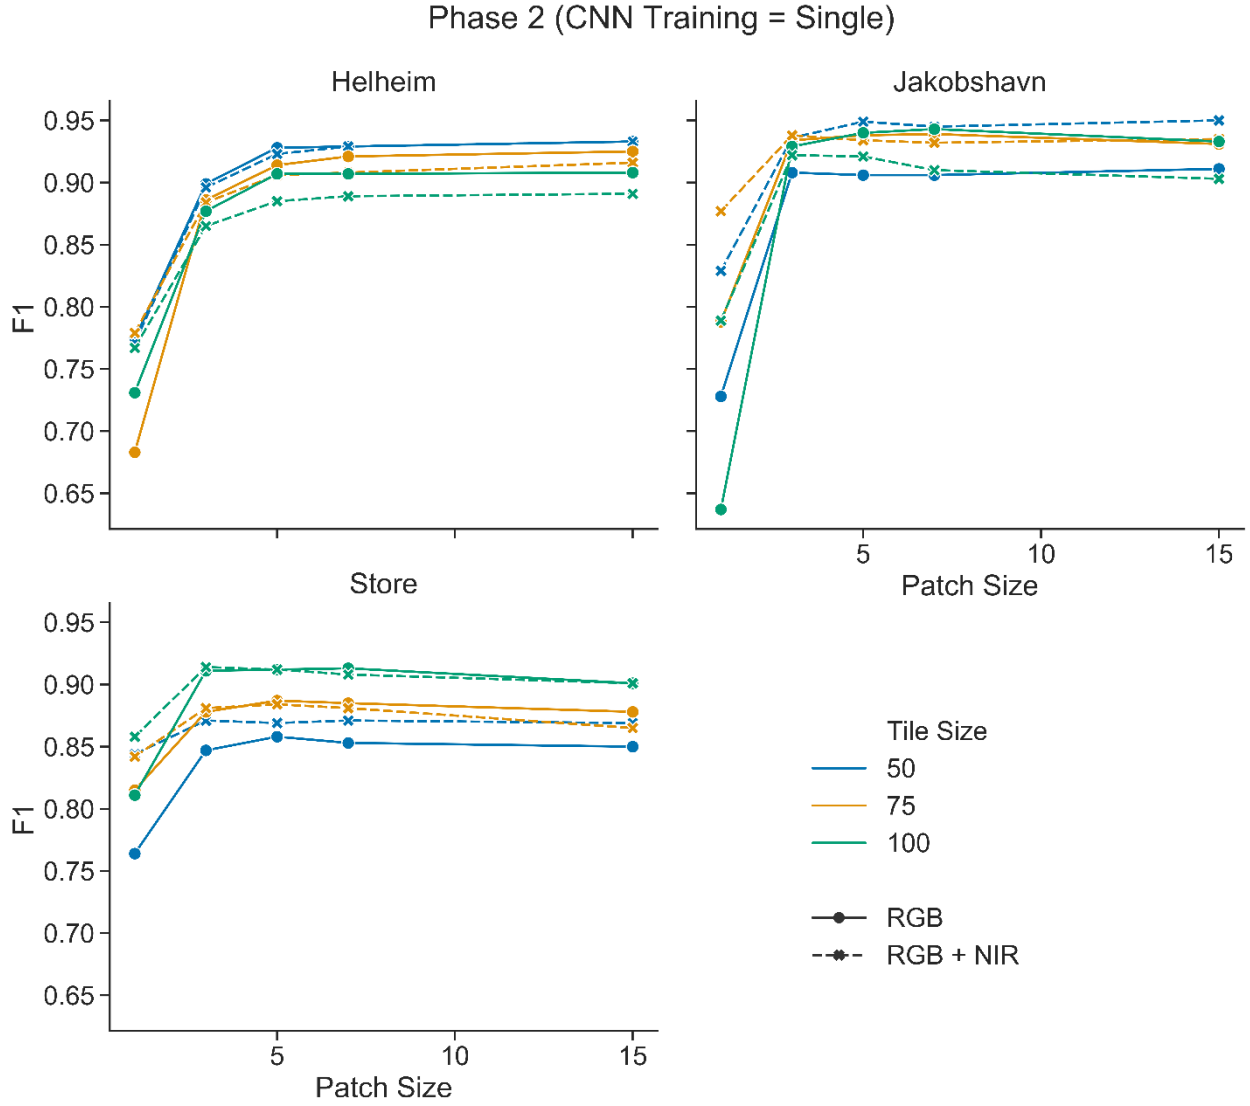 Phase 2 (CNN Training = Single)
Helheim
Jakobshavn
0.95
0.90
0.85
0.80
0.75
0.70
0.65
F1
5
10
15
Patch Size
Store
0.95
0.90
0.85
0.80
0.75
0.70
0.65
F1
5
10
15
Patch Size
Tile Size
50
75
100
RGB
RGB + NIR